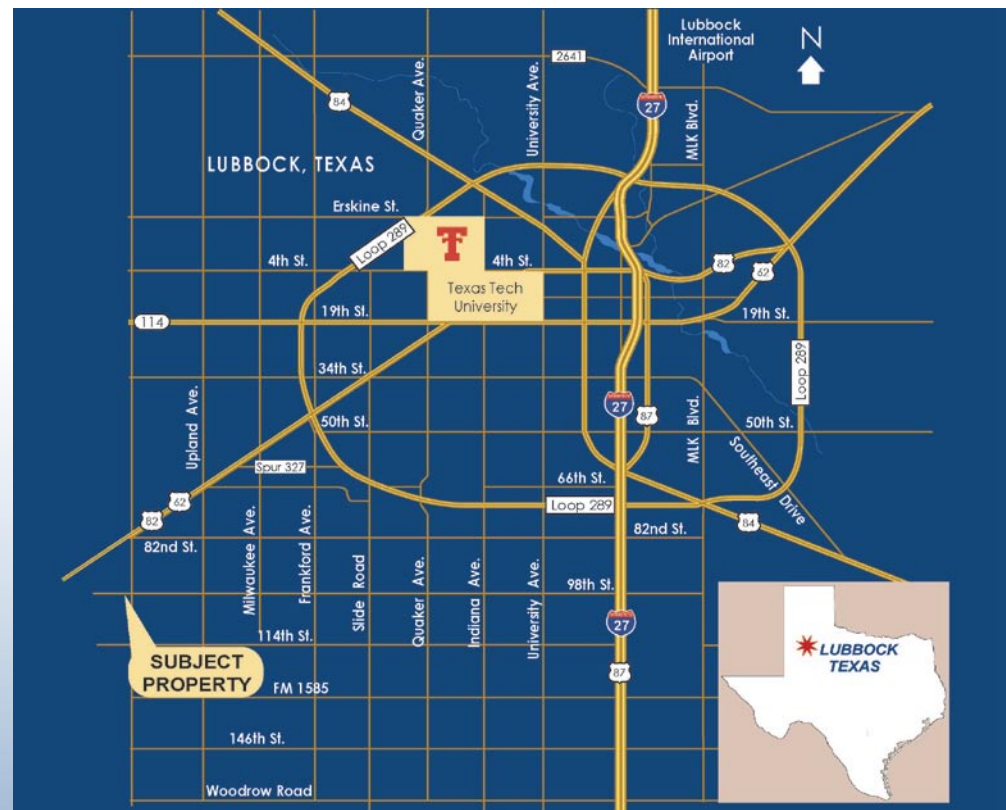 Lubbock
International
Airport
N
2641
27
84
Quaker Ave.
University Ave.
MLK Blvd.
LUBBOCK, TEXAS
Erskine St.
Loop 289
T
4th St.
4th St.
82
62
Texas Tech
University
114
19th St.
19th St.
34th St.
Loop 289
27
87
Upland Ave.
50th St.
MLK Blvd.
50th St.
Southeast Drive
Spur 327
66th St.
62
82
Loop 289
84
82nd St.
82nd St.
Milwaukee Ave.
Frankford Ave.
Slide Road
Quaker Ave.
Indiana Ave.
University Ave.
98th St.
27
114th St.
SUBJECT
PROPERTY
87
FM 1585
146th St.
Woodrow Road
LUBBOCK
TEXAS